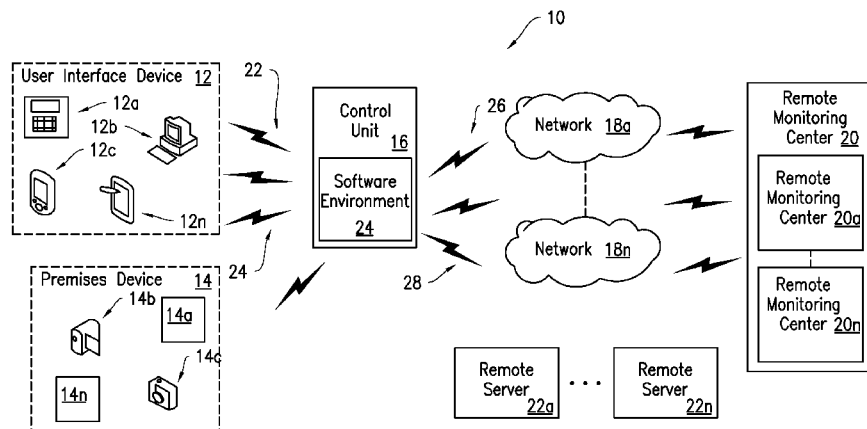 10
User Interface Device 12
12a
12b
12c
12n
22
24
Control
Unit
16
Software
Environment
24
26
28
Network 18a
Network 18n
Remote
Monitoring
Center 20
Remote
Monitoring
Center 20a
Remote
Monitoring
Center 20n
Premises Device 14
14b
14a
14c
14n
Remote
Server
22a
...
Remote
Server
22n